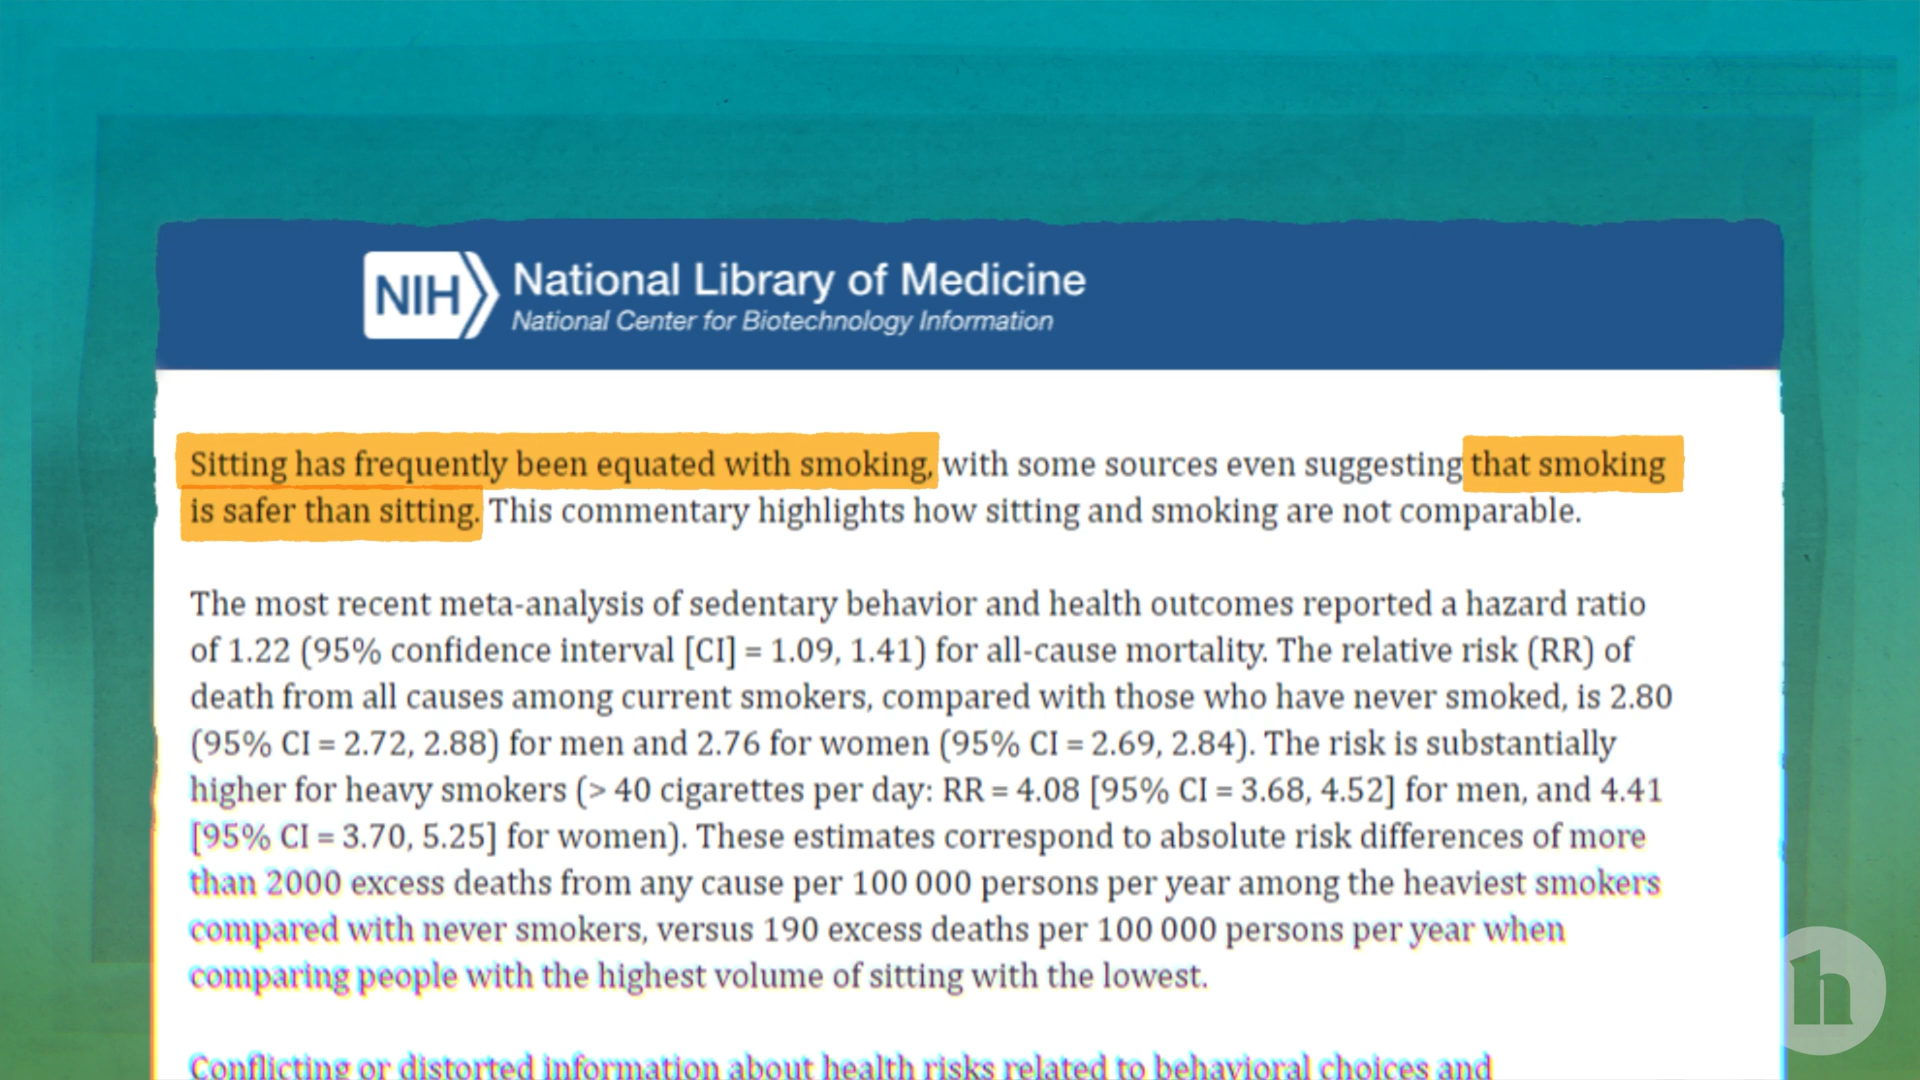 NIH National Library of Medicine
National Center for Biotechnology Information
Sitting has frequently been equated with smoking, with some sources even suggesting that smoking
is safer than sitting. This commentary highlights how sitting and smoking are not comparable.
The most recent meta-analysis of sedentary behavior and health outcomes reported a hazard ratio
of 1.22 (95% confidence interval [CI] = 1.09, 1.41) for all-cause mortality. The relative risk (RR) of
death from all causes among current smokers, compared with those who have never smoked, is 2.80
(95% CI = 2.72, 2.88) for men and 2.76 for women (95% CI = 2.69, 2.84). The risk is substantially
higher for heavy smokers (> 40 cigarettes per day: RR = 4.08 [95% CI = 3.68, 4.52] for men, and 4.41
[95% CI = 3.70, 5.25] for women). These estimates correspond to absolute risk differences of more
than 2000 excess deaths from any cause per 100 000 persons per year among the heaviest smokers
compared with never smokers, versus 190 excess deaths per 100 000 persons per year when
comparing people with the highest volume of sitting with the lowest.
Conflicting or distorted information about health risks related to behavioral choices and
h